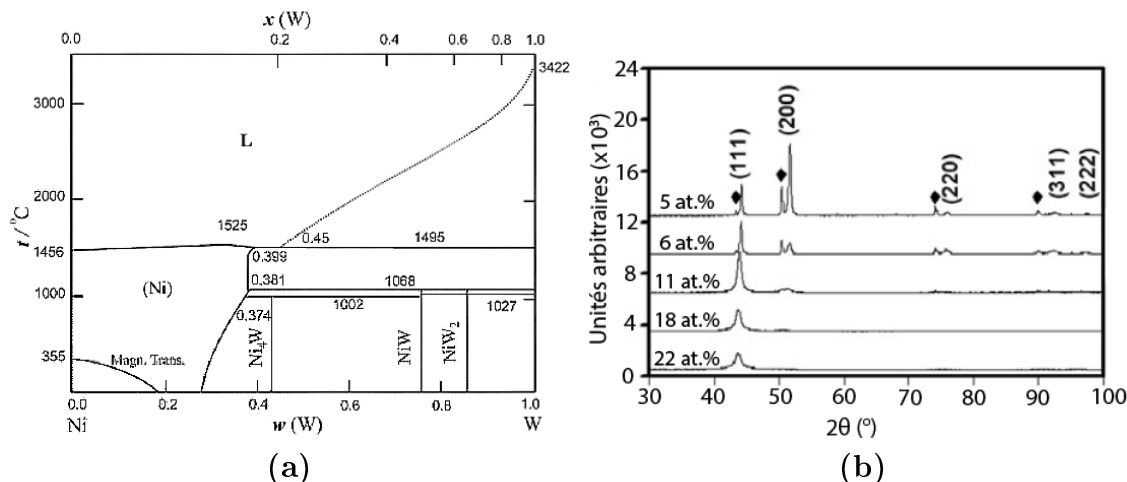 x (W)
0.0 0.2 0.4 0.6 0.8 1.0
3422
3000
L
2000
t / °C
1525
0.45
1495
1456
0.399
0.381
1068
(Ni)
1000
1002
1027
0.374
Ni4W
NiW
NiW2
355
Magn. Trans.
0.0 0.2 0.4 0.6 0.8 1.0
Ni w (W) W
(a)
24
20
16
12
8
4
0
Unités arbitraires (x10³)
(111)
(200)
(220)
(311)
(222)
5 at.%
6 at.%
11 at.%
18 at.%
22 at.%
30 40 50 60 70 80 90 100
2θ (°)
(b)